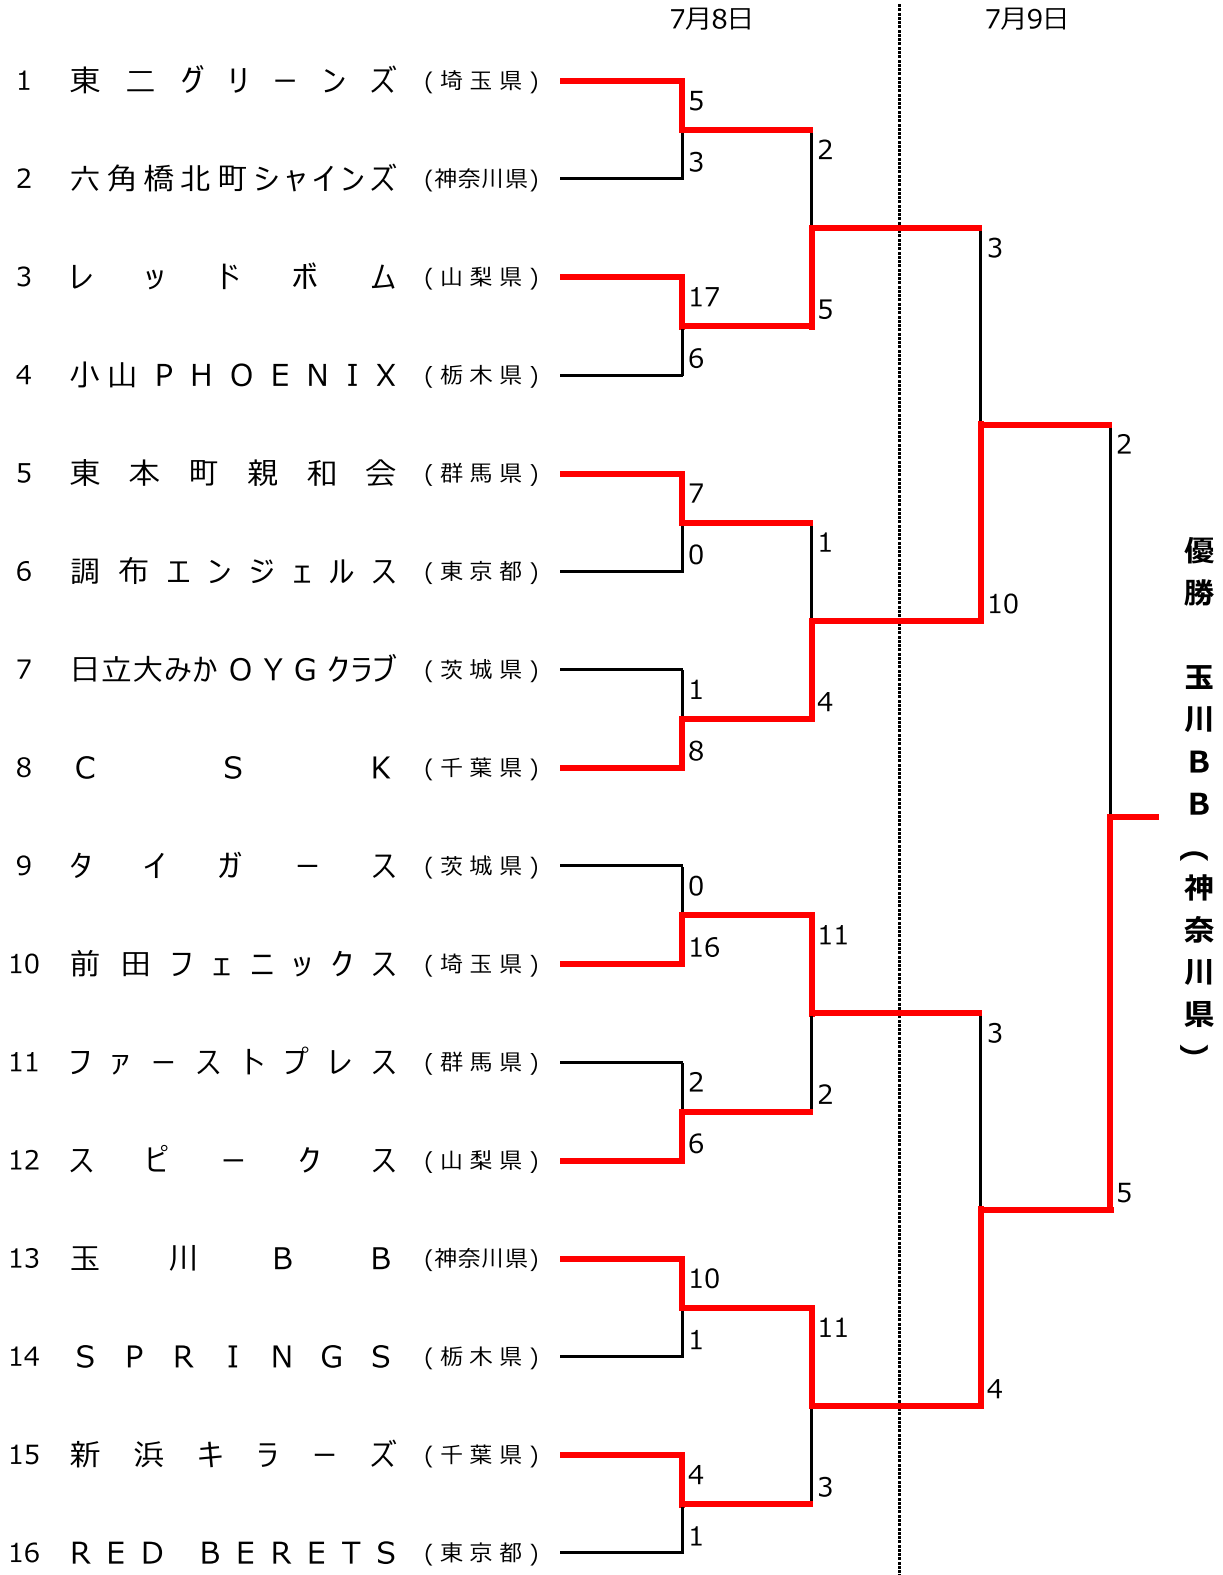 7月8日 7月9日
1 東二グリーンズ (埼玉県)
5
2
3
2 六角橋北町シャインズ (神奈川県)
3
3 レッドボム (山梨県)
17
5
6
4 小山PHOENIX (栃木県)
2
5 東本町親和会 (群馬県)
7
1
0
6 調布エンジェルス (東京都)
10
7 日立大みかOYGクラブ (茨城県)
1
4
8
8 CSK (千葉県)
9 タイガース (茨城県)
0
11
16
10 前田フェニックス (埼玉県)
3
11 ファーストプレス (群馬県)
2
2
6
12 スピークス (山梨県)
5
13 玉川BB (神奈川県)
10
11
1
14 SPRINGS (栃木県)
4
15 新浜キラーズ (千葉県)
4
3
1
16 RED BERETS (東京都)
優勝 玉川BB(神奈川県)